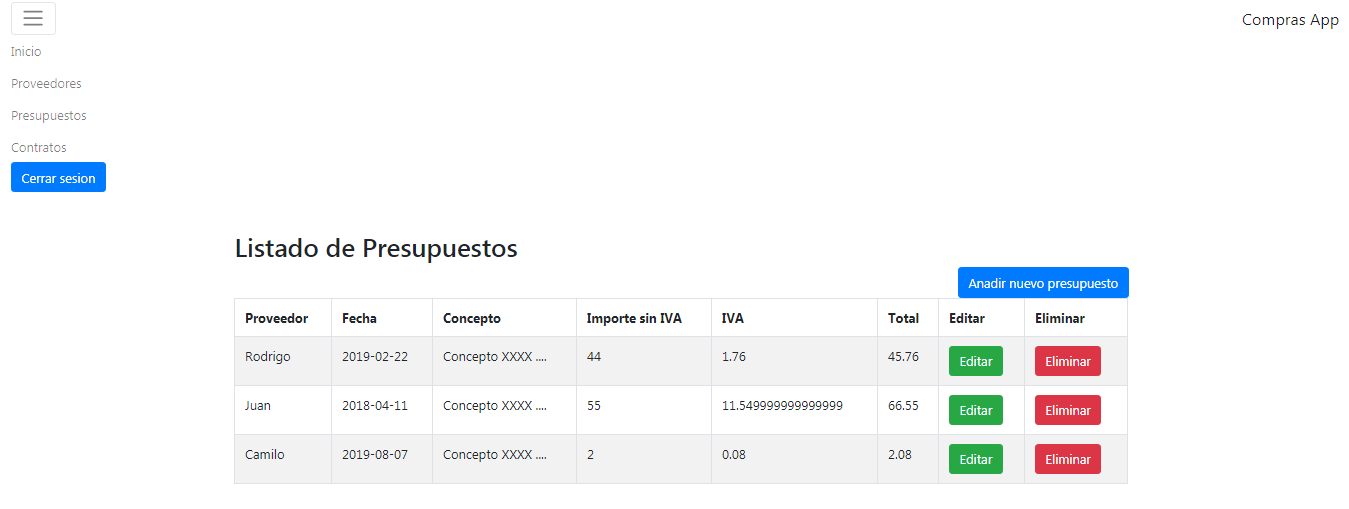 Compras App
Inicio
Proveedores
Presupuestos
Contratos
Cerrar sesion
Listado de Presupuestos
Anadir nuevo presupuesto
Proveedor Fecha Concepto Importe sin IVA IVA Total Editar Eliminar
Rodrigo 2019-02-22 Concepto XXXX .... 44 1.76 45.76 Editar Eliminar
Juan 2018-04-11 Concepto XXXX .... 55 11.549999999999999 66.55 Editar Eliminar
Camilo 2019-08-07 Concepto XXXX .... 2 0.08 2.08 Editar Eliminar